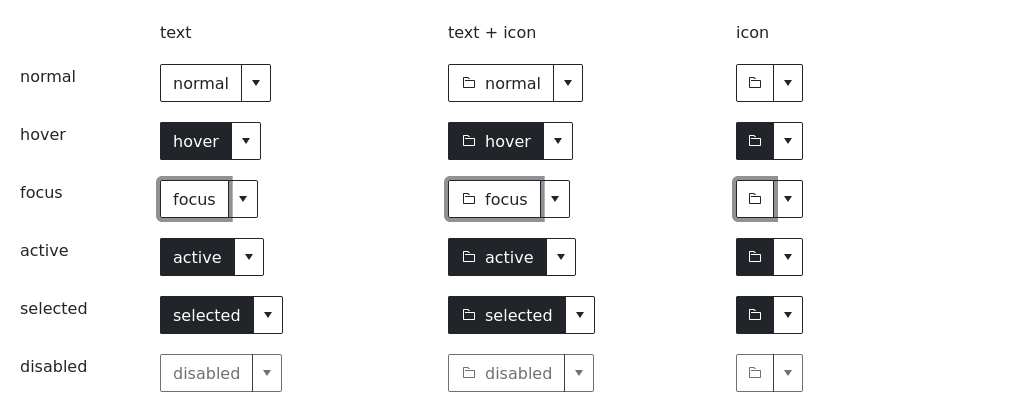 text text + icon icon
normal normal normal
hover hover hover
focus focus focus
active active active
selected selected selected
disabled disabled disabled